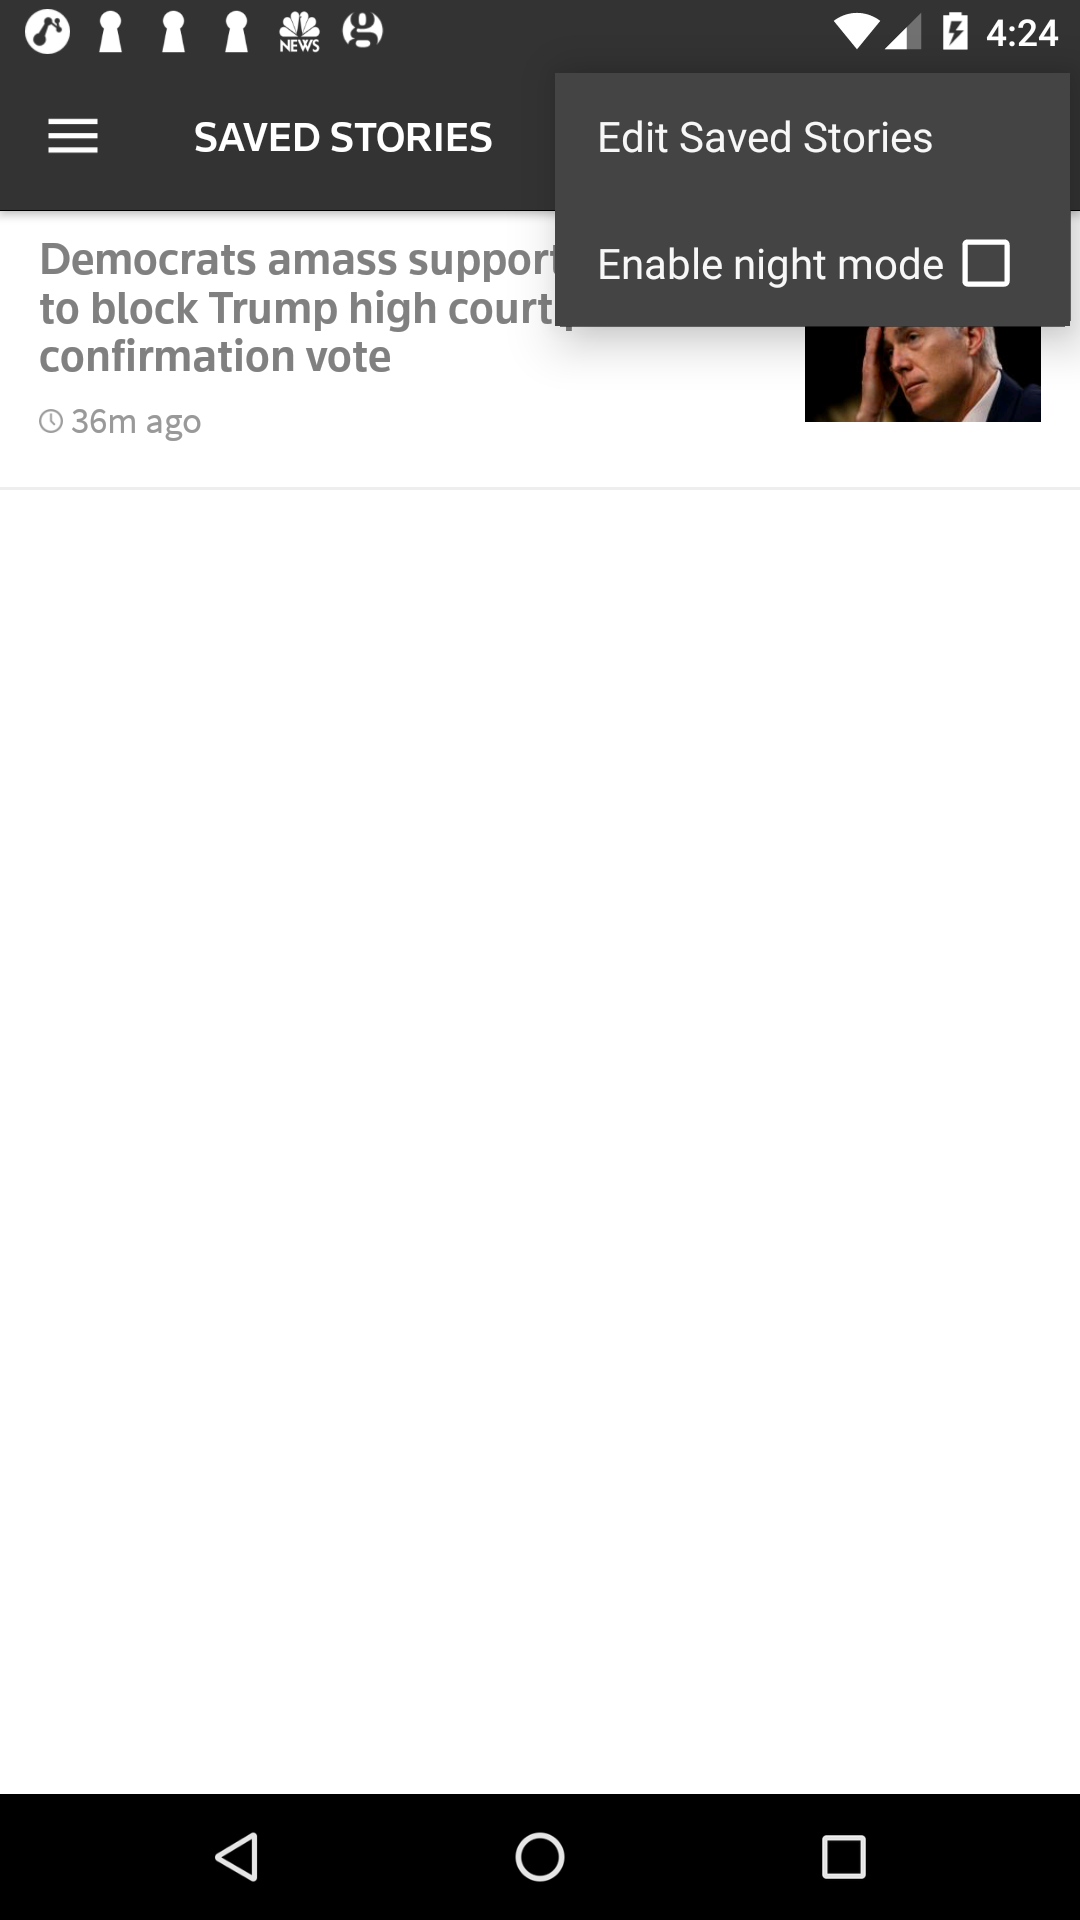 NEWS
4:24
SAVED STORIES
Edit Saved Stories
Enable night mode
Democrats amass support
to block Trump high court
confirmation vote
36m ago